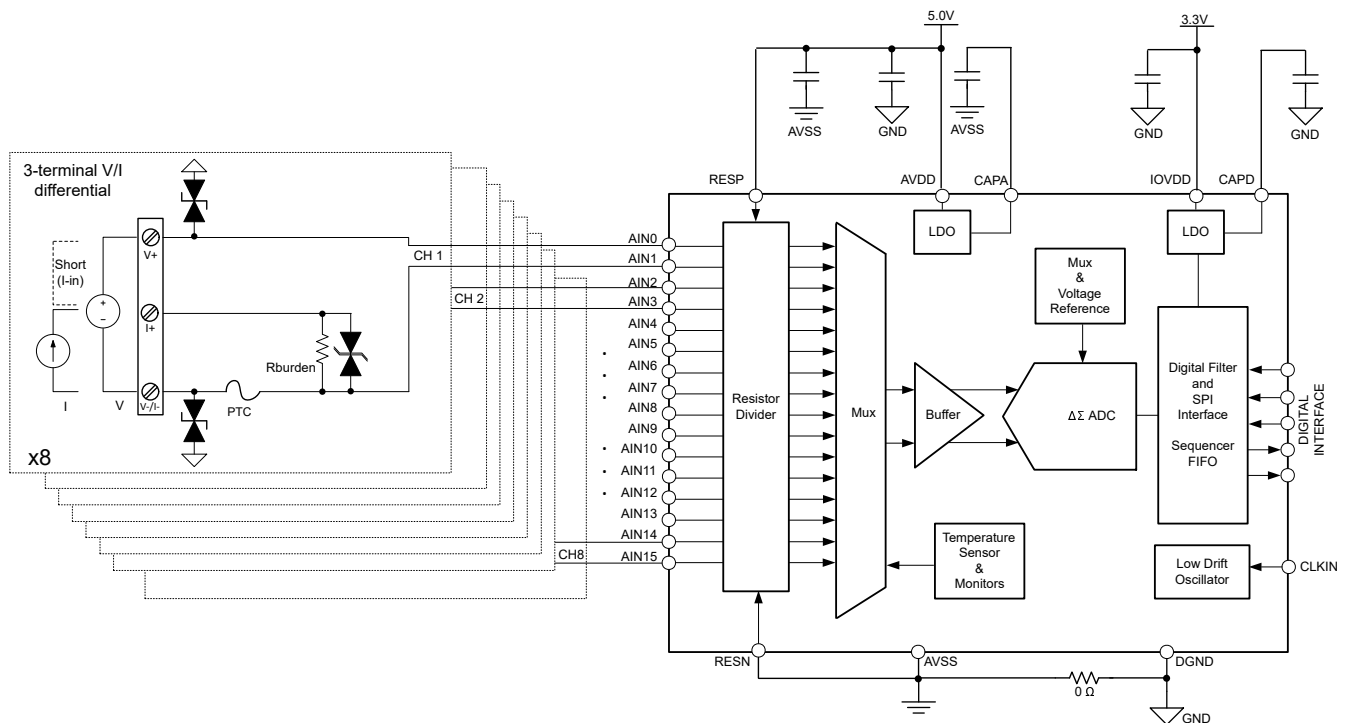 5.0V
3.3V
AVSS
GND
AVSS
GND
GND
3-terminal V/I
differential
RESP
AVDD
CAPA
IOVDD
CAPD
V+
Short
(I-in)
+
−
I+
Rburden
I
V
V-/I-
PTC
x8
CH 1
CH 2
CH8
AIN0
AIN1
AIN2
AIN3
AIN4
AIN5
AIN6
AIN7
AIN8
AIN9
AIN10
AIN11
AIN12
AIN13
AIN14
AIN15
Resistor
Divider
Mux
LDO
LDO
Mux
&
Voltage
Reference
Buffer
ΔΣ ADC
Digital Filter
and
SPI
Interface
Sequencer
FIFO
DIGITAL
INTERFACE
Temperature
Sensor
&
Monitors
Low Drift
Oscillator
CLKIN
RESN
AVSS
DGND
0 Ω
GND